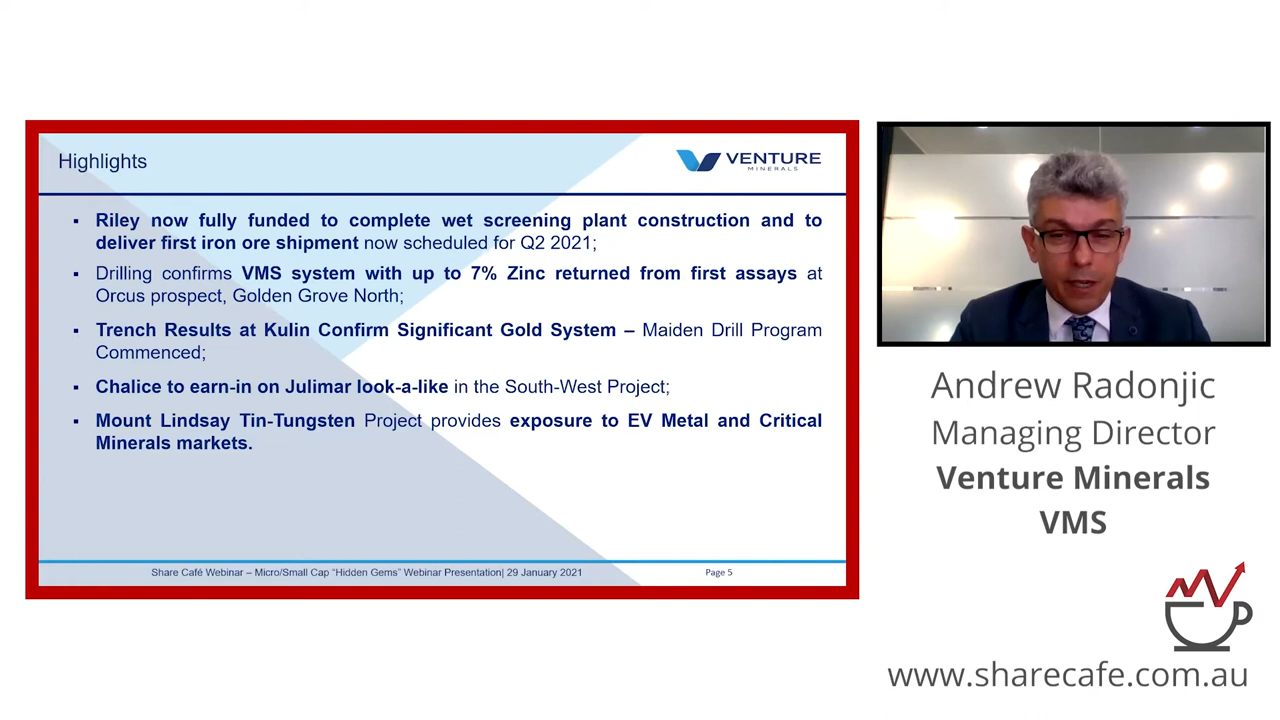 Highlights
VENTURE
MINERALS
▪ Riley now fully funded to complete wet screening plant construction and to
deliver first iron ore shipment now scheduled for Q2 2021;
▪ Drilling confirms VMS system with up to 7% Zinc returned from first assays at
Orcus prospect, Golden Grove North;
▪ Trench Results at Kulin Confirm Significant Gold System – Maiden Drill Program
Commenced;
▪ Chalice to earn-in on Julimar look-a-like in the South-West Project;
▪ Mount Lindsay Tin-Tungsten Project provides exposure to EV Metal and Critical
Minerals markets.
Share Café Webinar – Micro/Small Cap “Hidden Gems” Webinar Presentation| 29 January 2021
Page 5
Andrew Radonjic
Managing Director
Venture Minerals
VMS
www.sharecafe.com.au